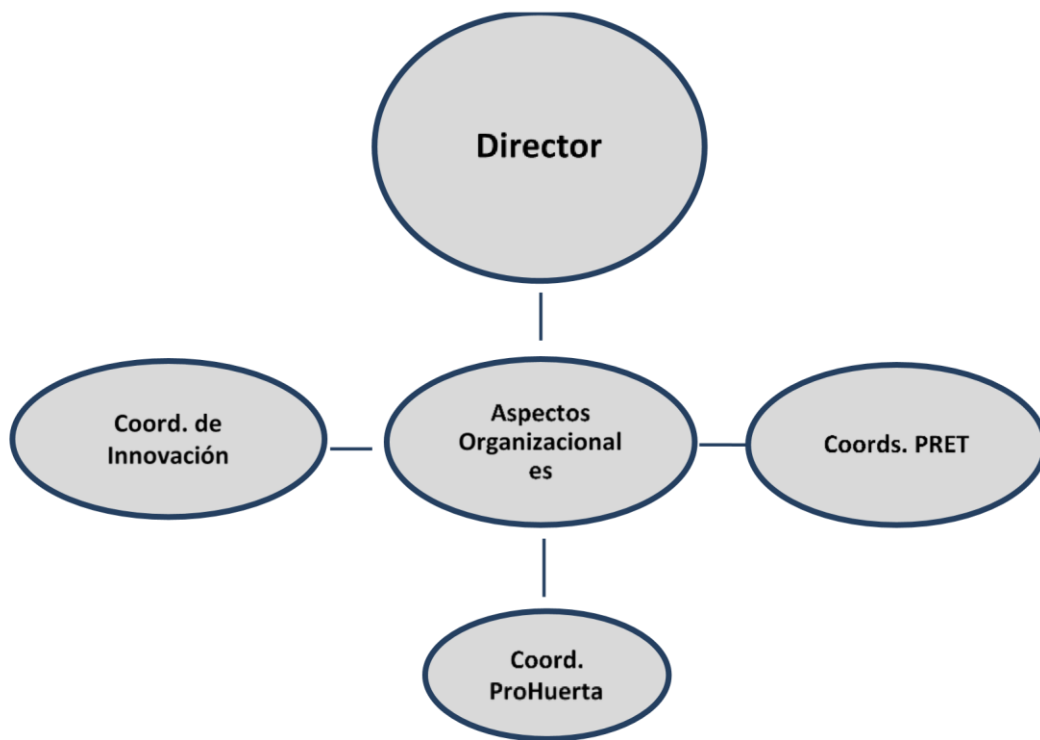 Director
Coord. de
Innovación
Aspectos
Organizacional
es
Coords. PRET
Coord.
ProHuerta